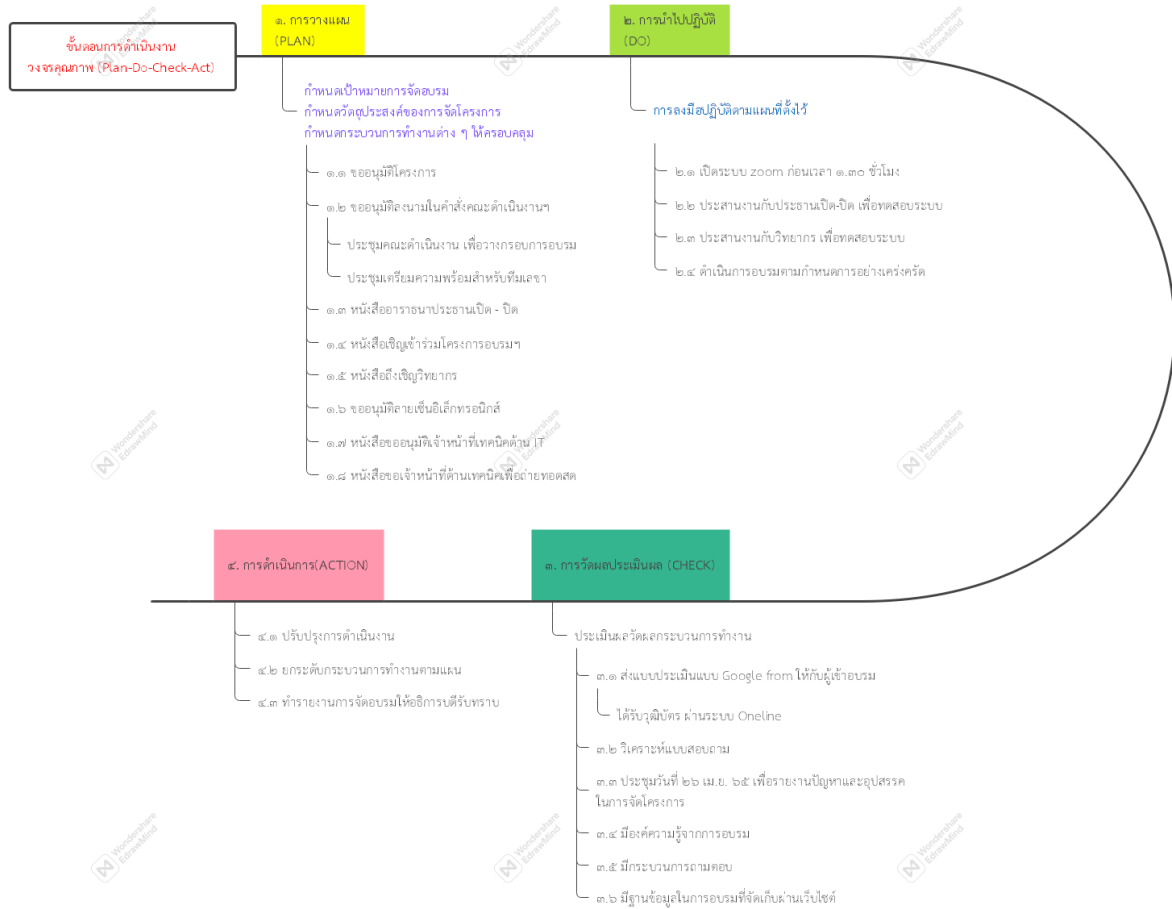 ขั้นตอนการดำเนินงาน
วงจรคุณภาพ (Plan-Do-Check-Act)
๑. การวางแผน
(PLAN)
กำหนดเป้าหมายการจัดอบรม
กำหนดวัตถุประสงค์ของการจัดโครงการ
กำหนดกระบวนการทำงานต่าง ๆ ให้ครอบคลุม
๑.๑ ขออนุมัติโครงการ
๑.๒ ขออนุมัติลงนามในคำสั่งคณะดำเนินงานฯ
ประชุมคณะดำเนินงาน เพื่อวางกรอบการอบรม
ประชุมเตรียมความพร้อมสำหรับทีมเลขา
๑.๓ หนังสืออาราธนาประธานเปิด - ปิด
๑.๔ หนังสือเชิญเข้าร่วมโครงการอบรมฯ
๑.๕ หนังสือถึงเชิญวิทยากร
๑.๖ ขออนุมัติลายเซ็นอิเล็กทรอนิกส์
๑.๗ หนังสือขออนุมัติเจ้าหน้าที่เทคนิคด้าน IT
๑.๘ หนังสือขอเจ้าหน้าที่ด้านเทคนิคเพื่อถ่ายทอดสด
๒. การนำไปปฏิบัติ
(DO)
การลงมือปฏิบัติตามแผนที่ตั้งไว้
๒.๑ เปิดระบบ zoom ก่อนเวลา ๑.๓๐ ชั่วโมง
๒.๒ ประสานงานกับประธานเปิด-ปิด เพื่อทดสอบระบบ
๒.๓ ประสานงานกับวิทยากร เพื่อทดสอบระบบ
๒.๔ ดำเนินการอบรมตามกำหนดการอย่างเคร่งครัด
๓. การวัดผลประเมินผล (CHECK)
ประเมินผลวัดผลกระบวนการทำงาน
๓.๑ ส่งแบบประเมินแบบ Google from ให้กับผู้เข้าอบรม
ได้รับวุฒิบัตร ผ่านระบบ Oneline
๓.๒ วิเคราะห์แบบสอบถาม
๓.๓ ประชุมวันที่ ๒๖ เม.ย. ๖๕ เพื่อรายงานปัญหาและอุปสรรค
ในการจัดโครงการ
๓.๔ มีองค์ความรู้จากการอบรม
๓.๕ มีกระบวนการถามตอบ
๓.๖ มีฐานข้อมูลในการอบรมที่จัดเก็บผ่านเว็บไซต์
๔. การดำเนินการ(ACTION)
๔.๑ ปรับปรุงการดำเนินงาน
๔.๒ ยกระดับกระบวนการทำงานตามแผน
๔.๓ ทำรายงานการจัดอบรมให้อธิการบดีรับทราบ
Wondershare
EdrawMind
Wondershare
EdrawMind
Wondershare
EdrawMind
Wondershare
EdrawMind
Wondershare
EdrawMind
Wondershare
EdrawMind
Wondershare
EdrawMind
Wondershare
EdrawMind
Wondershare
EdrawMind